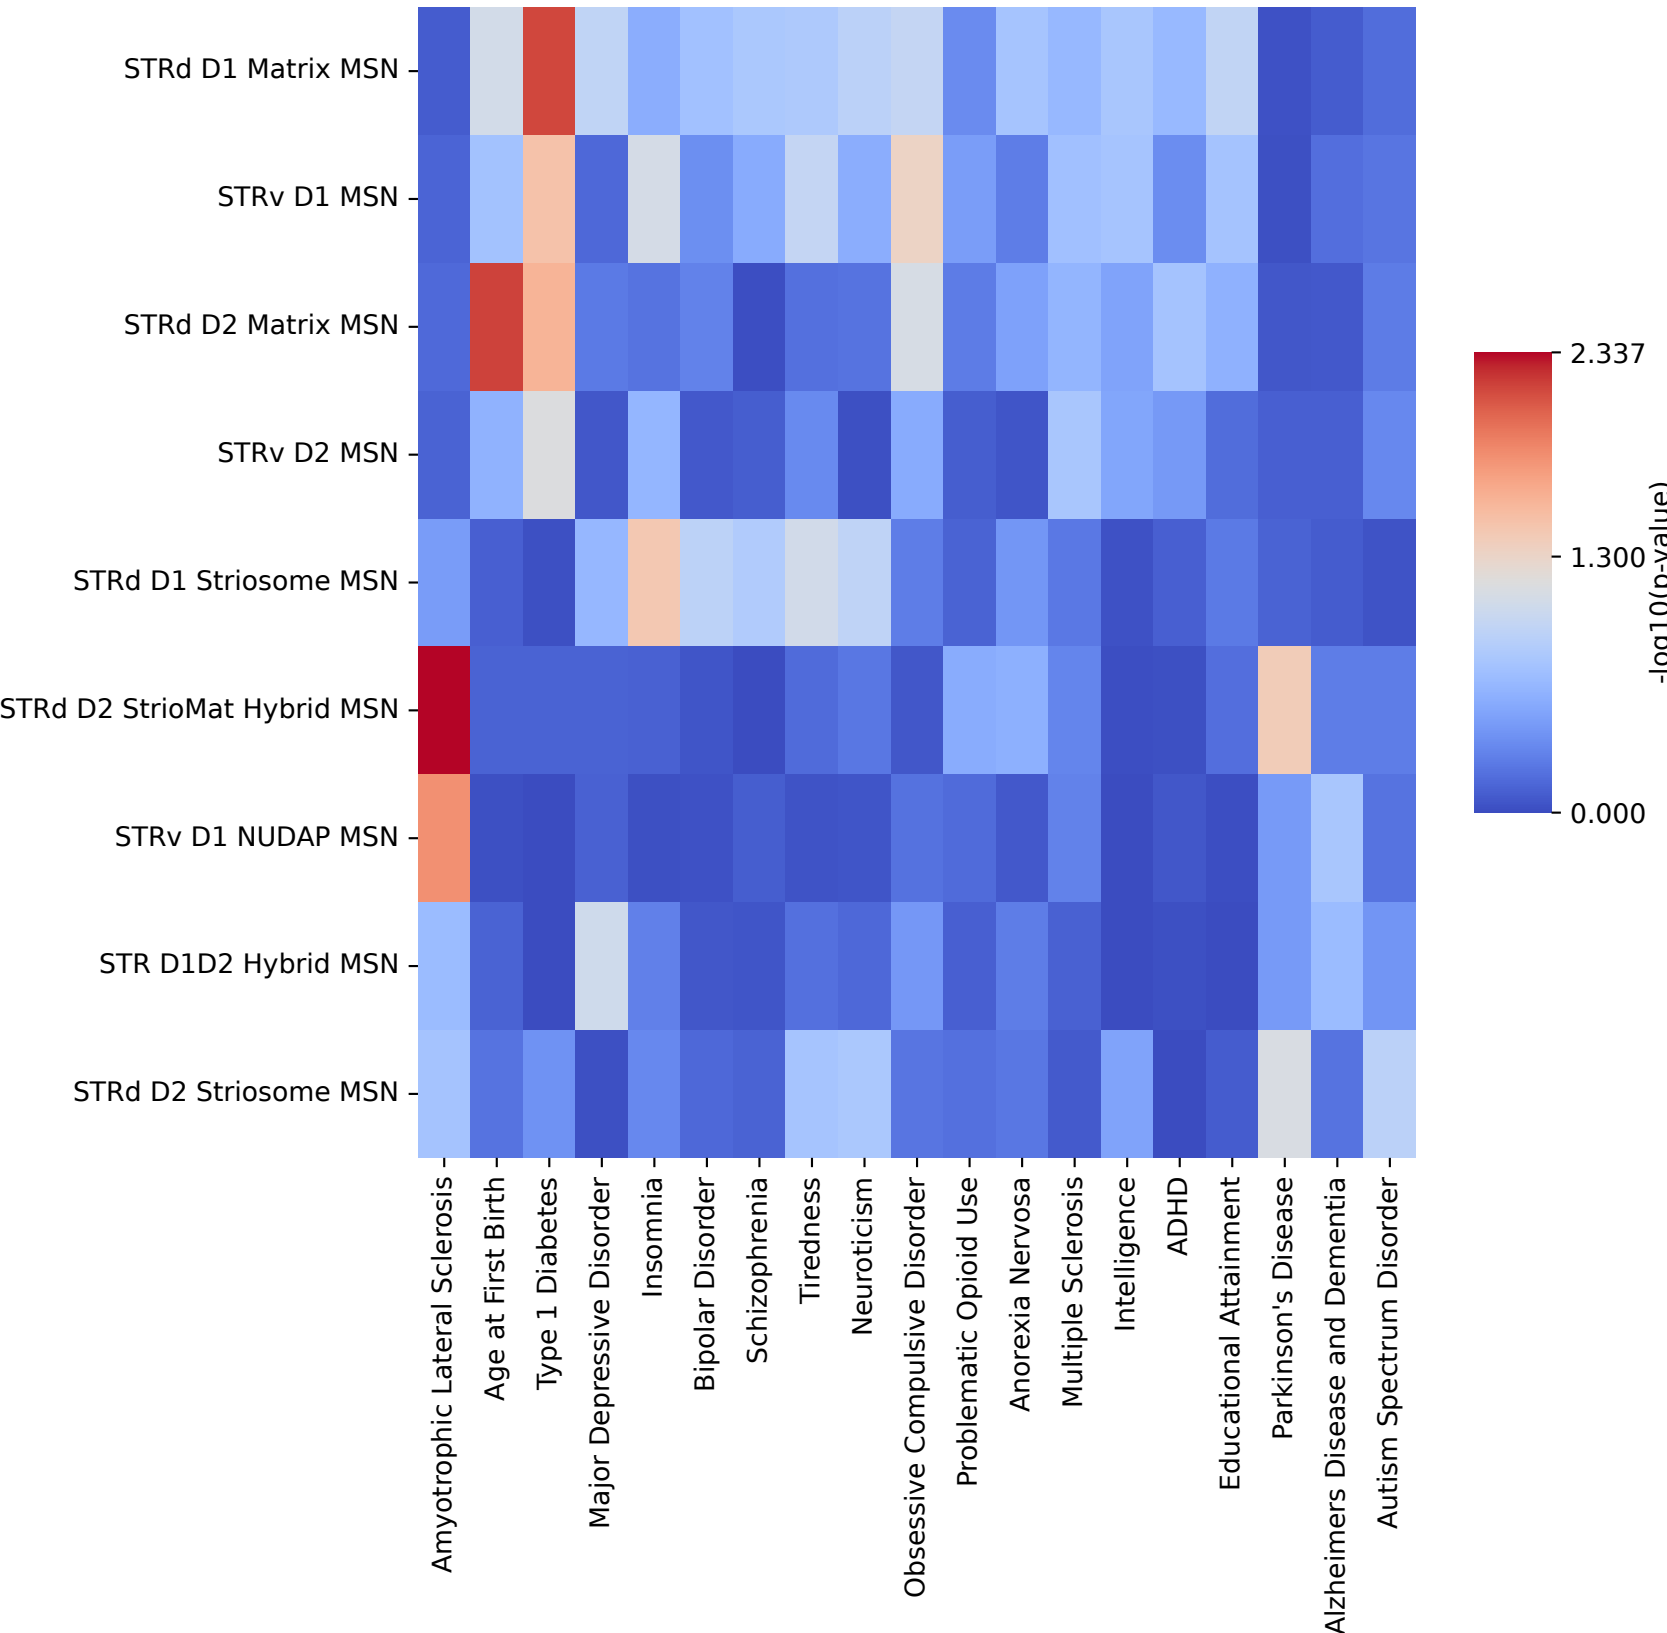 STRd D1 Matrix MSN
STRv D1 MSN
STRd D2 Matrix MSN
STRv D2 MSN
STRd D1 Striosome MSN
STRd D2 StrioMat Hybrid MSN
STRv D1 NUDAP MSN
STR D1D2 Hybrid MSN
STRd D2 Striosome MSN
Amyotrophic Lateral Sclerosis
Age at First Birth
Type 1 Diabetes
Major Depressive Disorder
Insomnia
Bipolar Disorder
Schizophrenia
Tiredness
Neuroticism
Obsessive Compulsive Disorder
Problematic Opioid Use
Anorexia Nervosa
Multiple Sclerosis
Intelligence
ADHD
Educational Attainment
Parkinson's Disease
Alzheimers Disease and Dementia
Autism Spectrum Disorder
2.337
1.300
0.000
-log10(p-value)